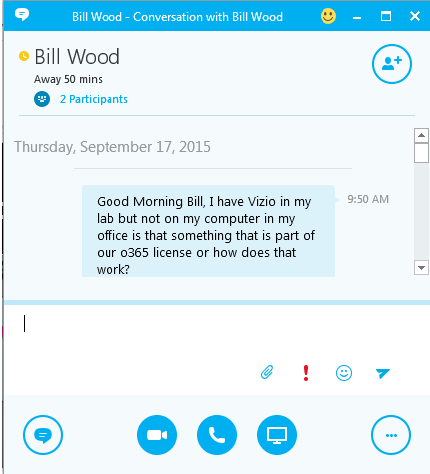 Bill Wood - Conversation with Bill Wood
Bill Wood
Away 50 mins
2 Participants
Thursday, September 17, 2015
Good Morning Bill, I have Vizio in my
lab but not on my computer in my
office is that something that is part of
our o365 license or how does that
work?
9:50 AM